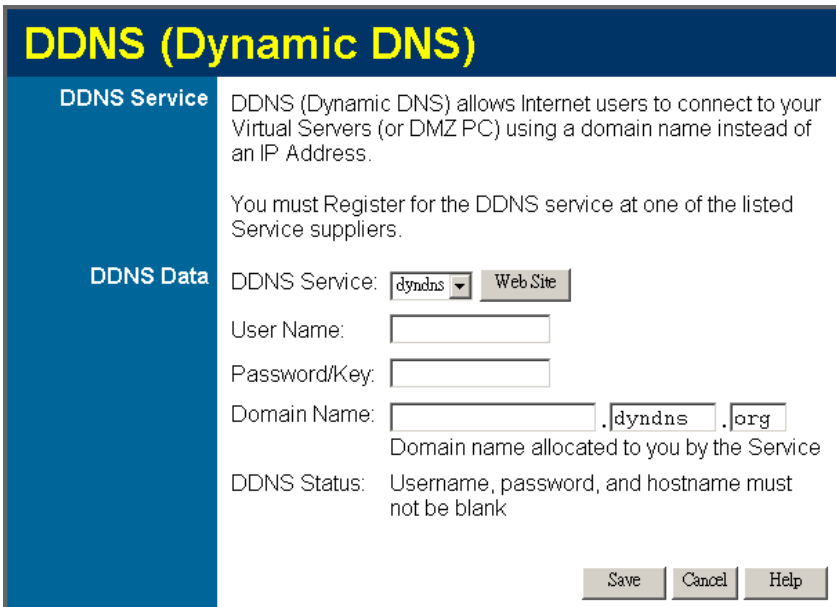 DDNS (Dynamic DNS)
DDNS Service
DDNS (Dynamic DNS) allows Internet users to connect to your
Virtual Servers (or DMZ PC) using a domain name instead of
an IP Address.
You must Register for the DDNS service at one of the listed
Service suppliers.
DDNS Data
DDNS Service: dyndns Web Site
User Name:
Password/Key:
Domain Name: .dyndns .org
Domain name allocated to you by the Service
DDNS Status: Username, password, and hostname must
not be blank
Save Cancel Help